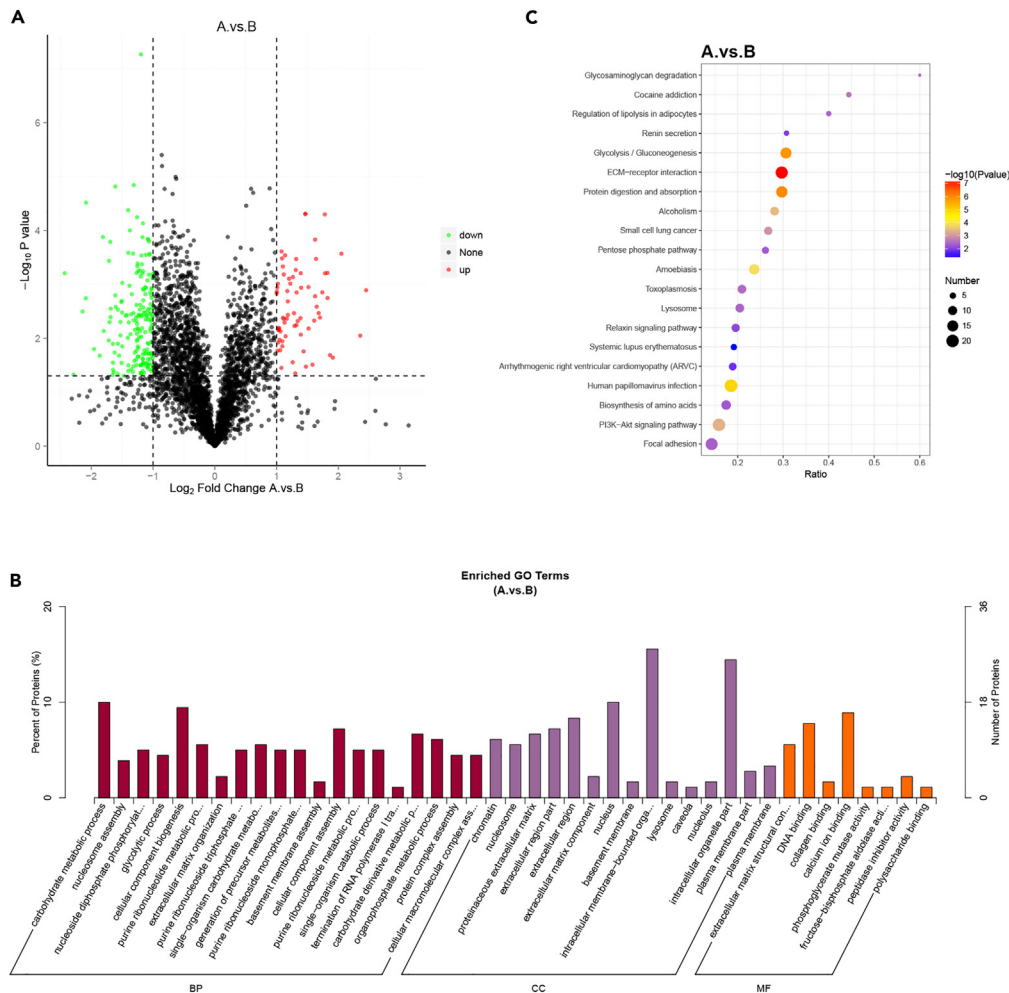 A
A.vs.B
6
4
2
0
−Log10 P value
−2
−1
0
1
2
3
Log2 Fold Change A.vs.B
down
None
up
C
A.vs.B
Glycosaminoglycan degradation
Cocaine addiction
Regulation of lipolysis in adipocytes
Renin secretion
Glycolysis / Gluconeogenesis
ECM−receptor interaction
Protein digestion and absorption
Alcoholism
Small cell lung cancer
Pentose phosphate pathway
Amoebiasis
Toxoplasmosis
Lysosome
Relaxin signaling pathway
Systemic lupus erythematosus
Arrhythmogenic right ventricular cardiomyopathy (ARVC)
Human papillomavirus infection
Biosynthesis of amino acids
PI3K−Akt signaling pathway
Focal adhesion
0.2
0.3
0.4
0.5
0.6
Ratio
−log10(Pvalue)
7
6
5
4
3
2
Number
5
10
15
20
B
Enriched GO Terms
(A.vs.B)
20
10
0
Percent of Proteins (%)
36
18
0
Number of Proteins
carbohydrate metabolic process
nucleosome assembly
nucleoside diphosphate phosphorylat...
glycolytic process
cellular component biogenesis
purine ribonucleotide metabolic pro...
extracellular matrix organization
purine ribonucleoside triphosphate ...
single−organism carbohydrate metabo...
generation of precursor metabolites...
purine ribonucleoside monophosphate...
basement membrane assembly
cellular component assembly
purine ribonucleoside metabolic pro...
single−organism catabolic process
termination of RNA polymerase I tra...
carbohydrate derivative metabolic p...
organophosphate metabolic process
protein complex assembly
cellular macromolecular complex ass...
chromatin
nucleosome
proteinaceous extracellular matrix
extracellular region part
extracellular region
extracellular matrix component
nucleus
basement membrane
intracellular membrane−bounded orga...
lysosome
caveola
nucleolus
intracellular organelle part
plasma membrane part
plasma membrane
extracellular matrix structural con...
DNA binding
collagen binding
calcium ion binding
phosphoglycerate mutase activity
fructose−bisphosphate aldolase acti...
peptidase inhibitor activity
polysaccharide binding
BP
CC
MF